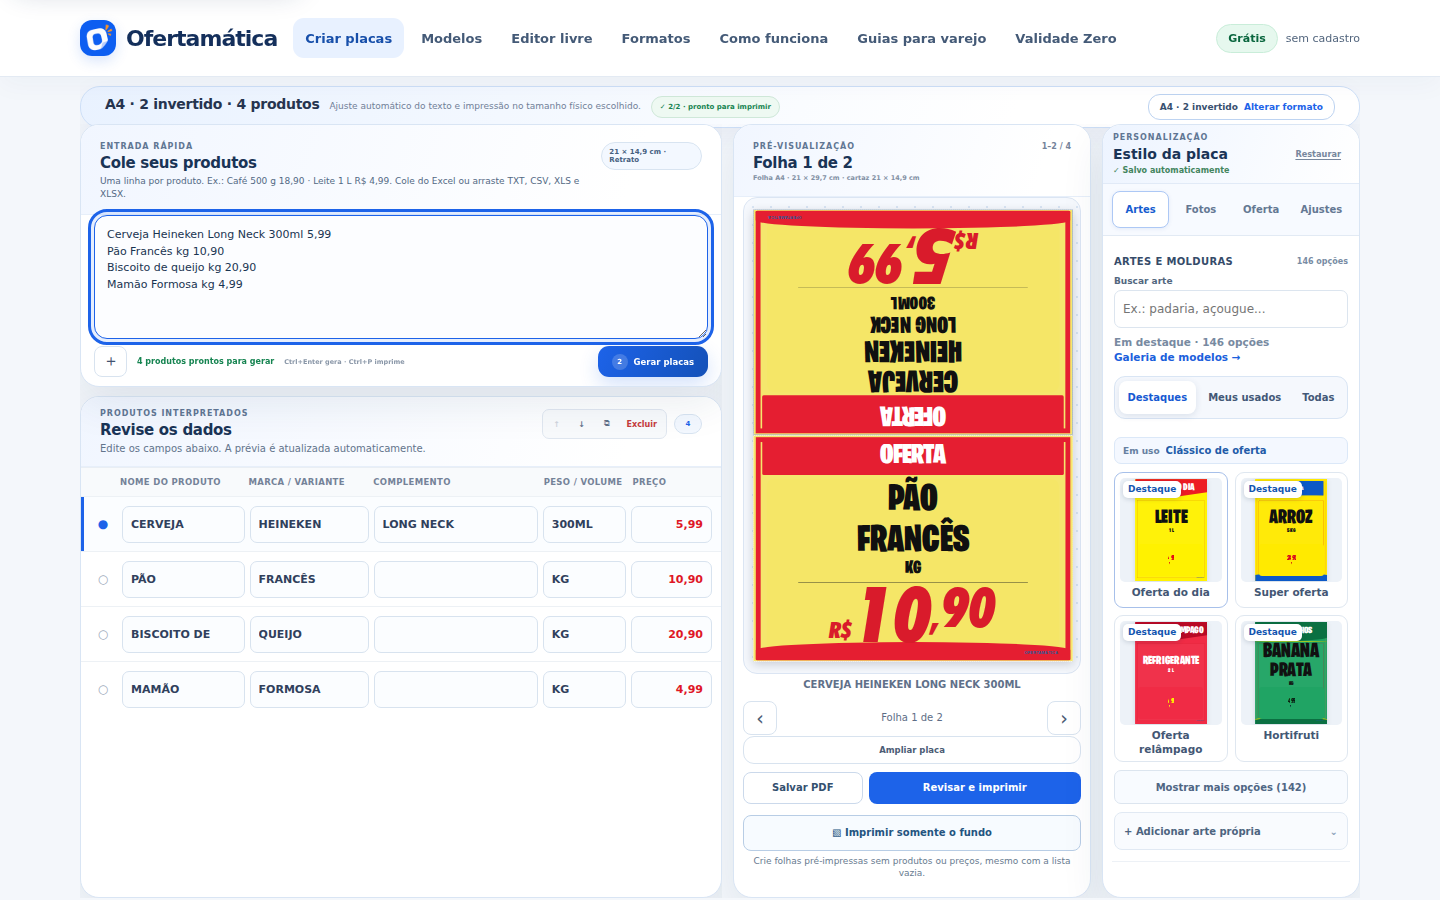 Ofertamática
Criar placas
Modelos
Editor livre
Formatos
Como funciona
Guias para varejo
Validade Zero
Grátis
sem cadastro
A4 · 2 invertido · 4 produtos
Ajuste automático do texto e impressão no tamanho físico escolhido.
✓ 2/2 · pronto para imprimir
A4 · 2 invertido Alterar formato
ENTRADA RÁPIDA
Cole seus produtos
Uma linha por produto. Ex.: Café 500 g 18,90 · Leite 1 L R$ 4,99. Cole do Excel ou arraste TXT, CSV, XLS e
XLSX.
21 × 14,9 cm ·
Retrato
Cerveja Heineken Long Neck 300ml 5,99
Pão Francês kg 10,90
Biscoito de queijo kg 20,90
Mamão Formosa kg 4,99
+
4 produtos prontos para gerar
Ctrl+Enter gera · Ctrl+P imprime
2 Gerar placas
PRODUTOS INTERPRETADOS
Revise os dados
Edite os campos abaixo. A prévia é atualizada automaticamente.
↑ ↓ ⧉ Excluir
4
NOME DO PRODUTO MARCA / VARIANTE COMPLEMENTO PESO / VOLUME PREÇO
CERVEJA HEINEKEN LONG NECK 300ML 5,99
PÃO FRANCÊS KG 10,90
BISCOITO DE QUEIJO KG 20,90
MAMÃO FORMOSA KG 4,99
PRÉ-VISUALIZAÇÃO
Folha 1 de 2
Folha A4 · 21 × 29,7 cm · cartaz 21 × 14,9 cm
1–2 / 4
R$ 5,99
300ML
LONG NECK
HEINEKEN
CERVEJA
OFERTA
OFERTA
PÃO
FRANCÊS
KG
R$ 10,90
CERVEJA HEINEKEN LONG NECK 300ML
‹
Folha 1 de 2
›
Ampliar placa
Salvar PDF
Revisar e imprimir
▧ Imprimir somente o fundo
Crie folhas pré-impressas sem produtos ou preços, mesmo com a lista
vazia.
PERSONALIZAÇÃO
Estilo da placa
✓ Salvo automaticamente
Restaurar
Artes
Fotos
Oferta
Ajustes
ARTES E MOLDURAS
146 opções
Buscar arte
Ex.: padaria, açougue...
Em destaque · 146 opções
Galeria de modelos →
Destaques
Meus usados
Todas
Em uso Clássico de oferta
Destaque
DIA
LEITE
1 L
Oferta do dia
Destaque
ARROZ
5KG
Super oferta
Destaque
REFRIGERANTE
2 L
Oferta
relâmpago
Destaque
BANANA
PRATA
Hortifruti
Mostrar mais opções (142)
+ Adicionar arte própria